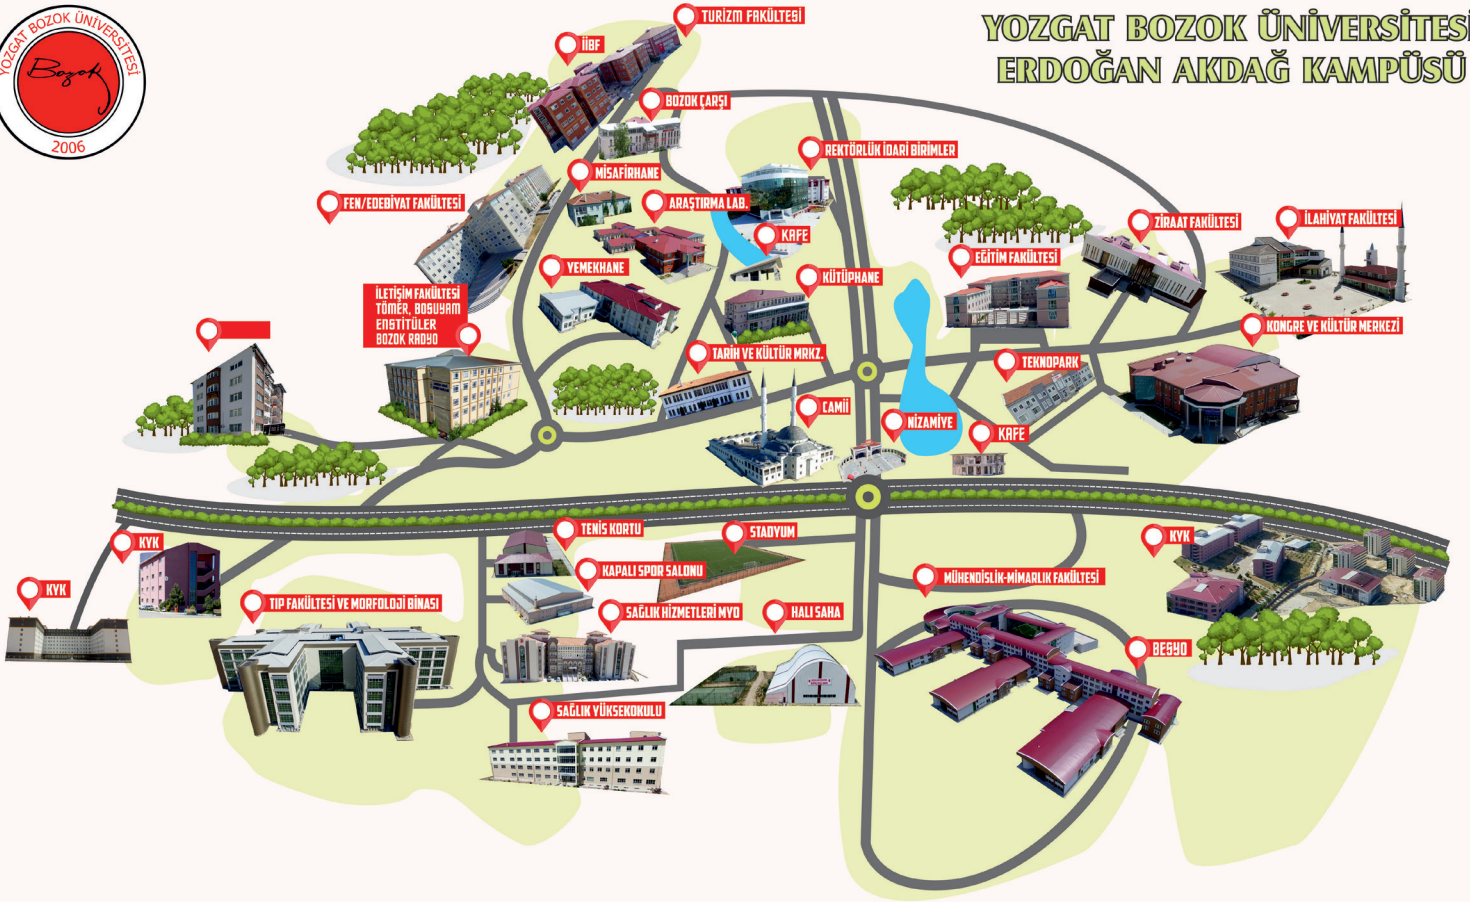 YOZGAT BOZOK ÜNİVERSİTESİ
Bozok
2006
YOZGAT BOZOK ÜNİVERSİTESİ
ERDOĞAN AKDAĞ KAMPÜSÜ
TURİZM FAKÜLTESİ
İİBF
BOZOK ÇARŞI
REKTÖRLÜK İDARİ BİRİMLER
MİSAFİRHANE
FEN/EDEBİYAT FAKÜLTESİ
ARAŞTIRMA LAB.
KAFE
ZİRAAT FAKÜLTESİ
İLAHİYAT FAKÜLTESİ
EĞİTİM FAKÜLTESİ
YEMEKHANE
KÜTÜPHANE
İLETİŞİM FAKÜLTESİ
TÖMER, BOSUYAM
ENSTİTÜLER
BOZOK RADYO
KONGRE VE KÜLTÜR MERKEZİ
TARİH VE KÜLTÜR MRKZ.
TEKNOPARK
CAMİİ
NİZAMİYE
KAFE
TENİS KORTU
STADYUM
KYK
KYK
KAPALI SPOR SALONU
MÜHENDİSLİK-MİMARLIK FAKÜLTESİ
KYK
TIP FAKÜLTESİ VE MORFOLOJİ BİNASI
SAĞLIK HİZMETLERİ MYO
HALI SAHA
BESYO
SAĞLIK YÜKSEKOKULU